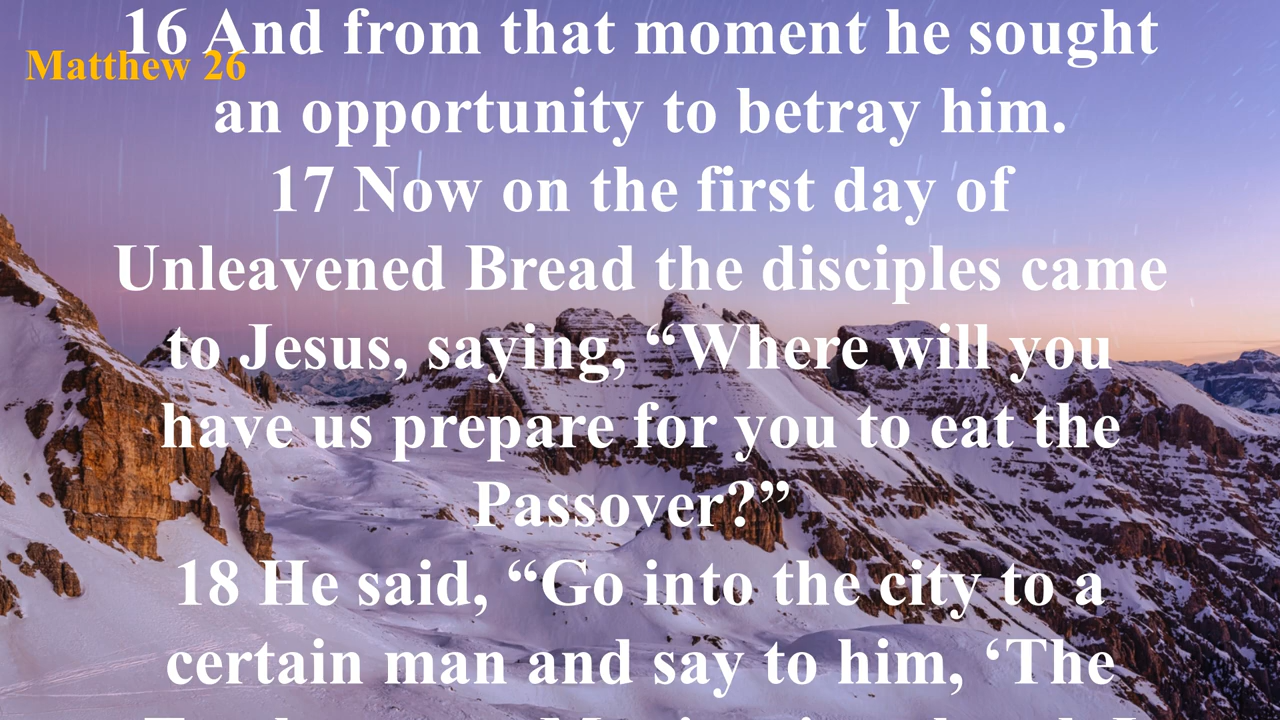 16 And from that moment he sought
Matthew 26
an opportunity to betray him.
17 Now on the first day of
Unleavened Bread the disciples came
to Jesus, saying, “Where will you
have us prepare for you to eat the
Passover?”
18 He said, “Go into the city to a
certain man and say to him, ‘The